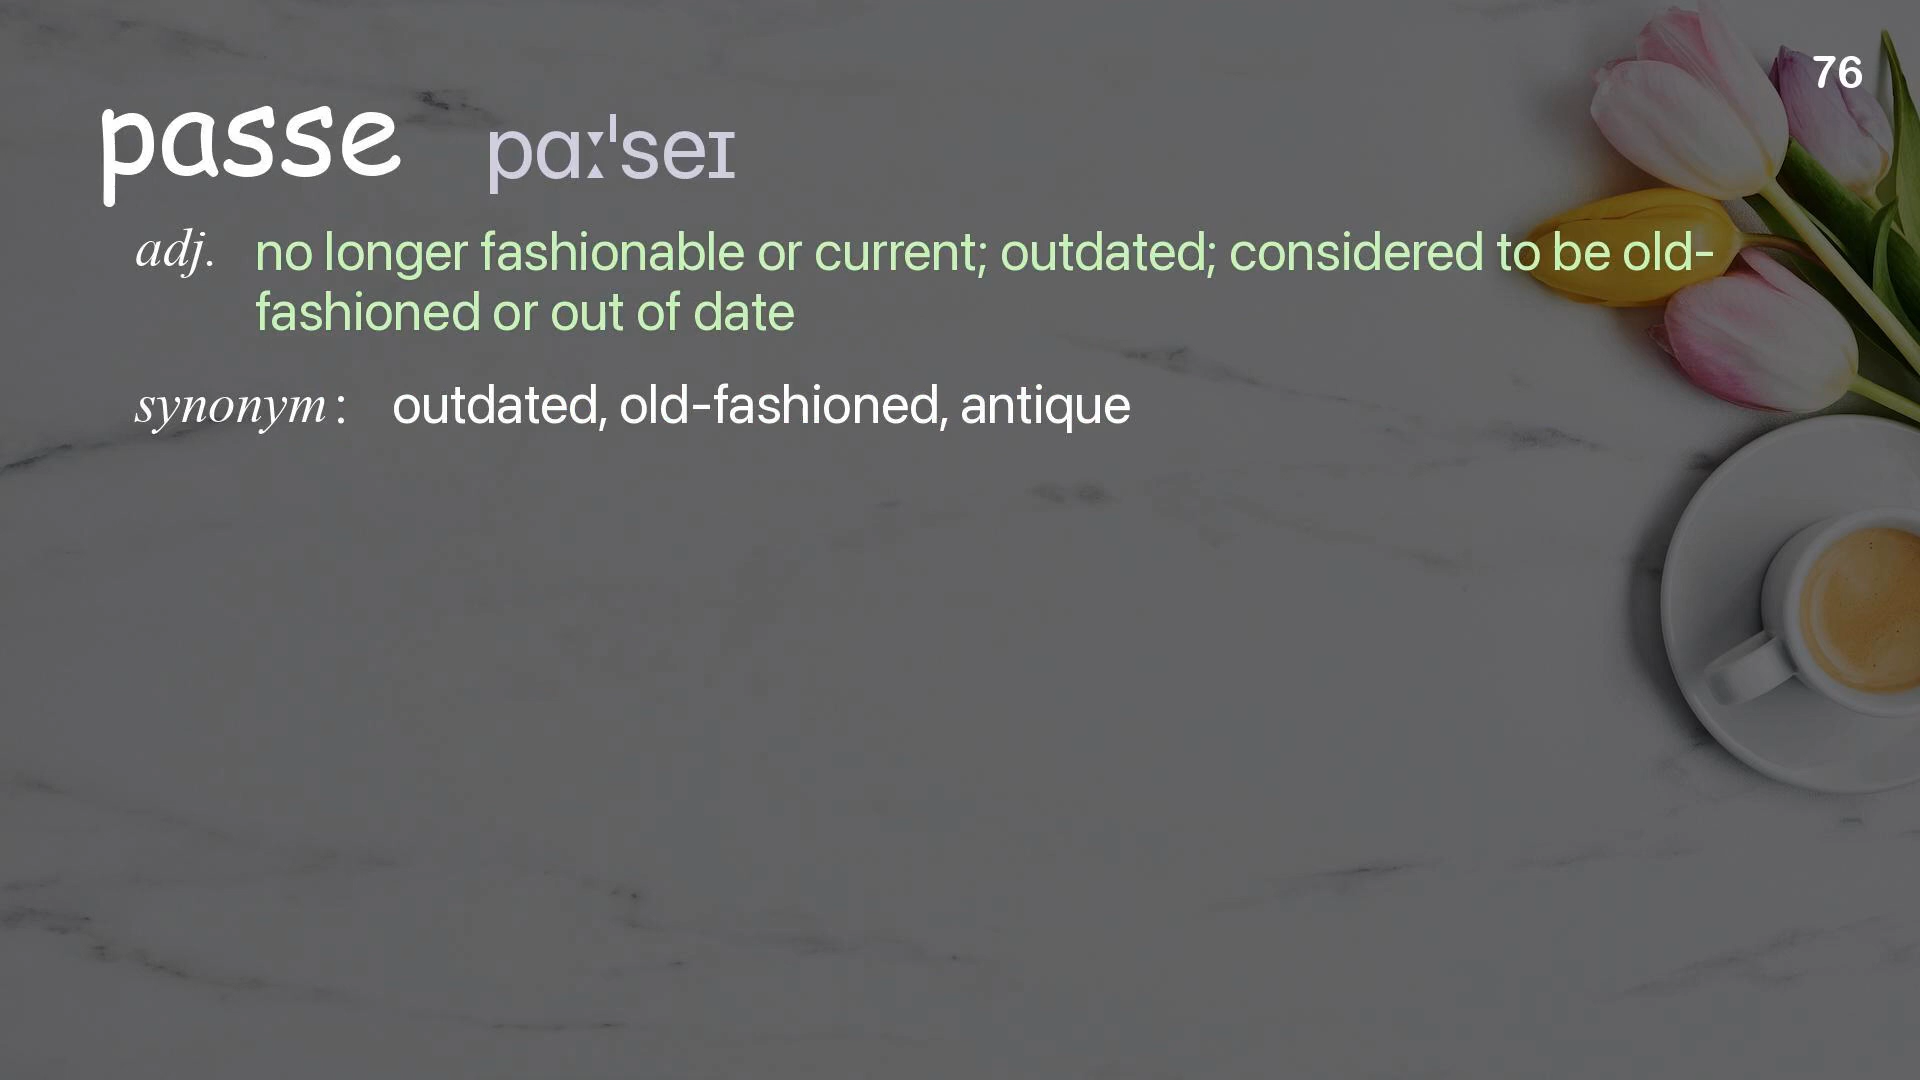 76
passe pɑːˈseɪ
adj. no longer fashionable or current; outdated; considered to be old-
fashioned or out of date
synonym : outdated, old-fashioned, antique